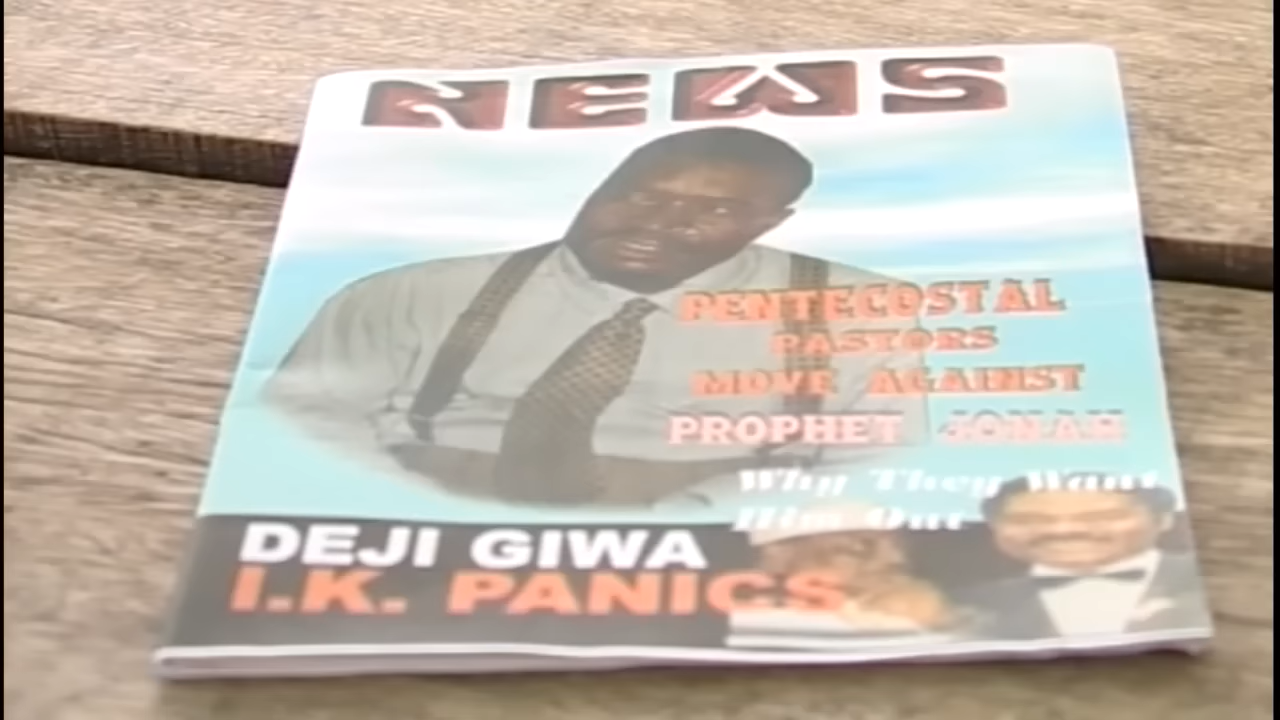 NEWS
PENTECOSTAL
PASTORS
MOVE AGAINST
PROPHET JONAH
Why They Want
Him Out
DEJI GIWA
I.K. PANICS